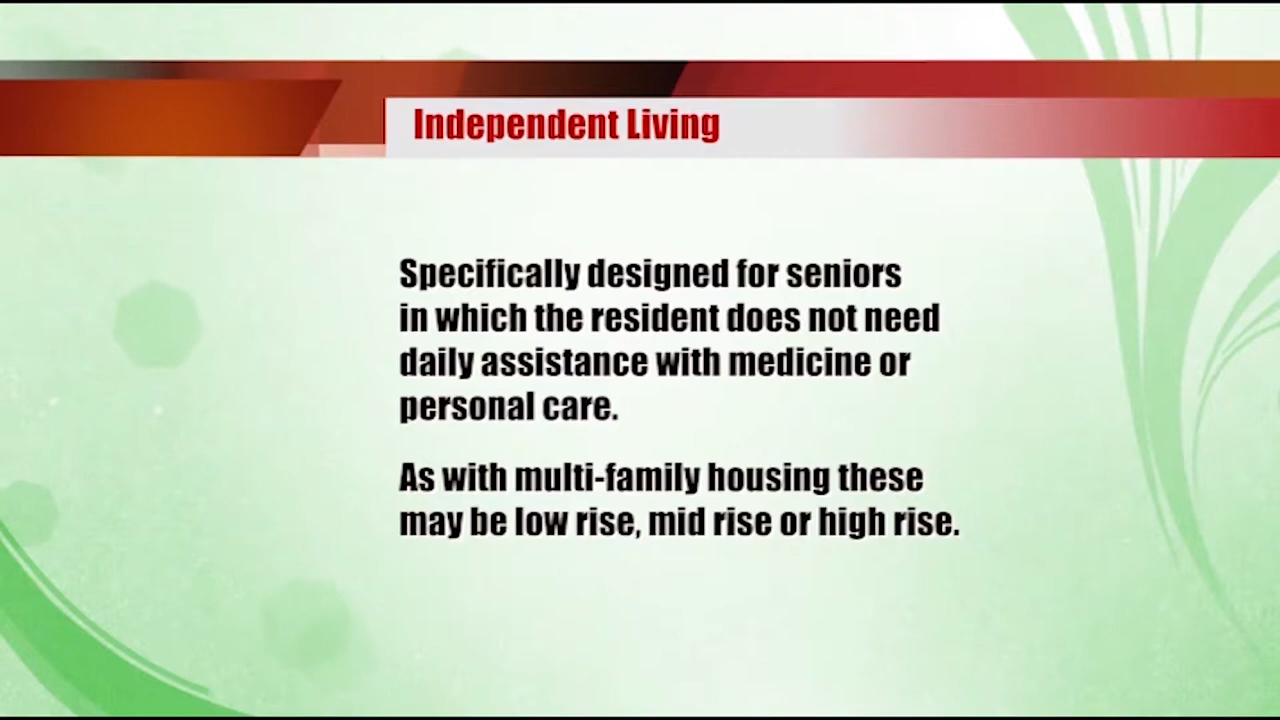 Independent Living
Specifically designed for seniors
in which the resident does not need
daily assistance with medicine or
personal care.
As with multi-family housing these
may be low rise, mid rise or high rise.